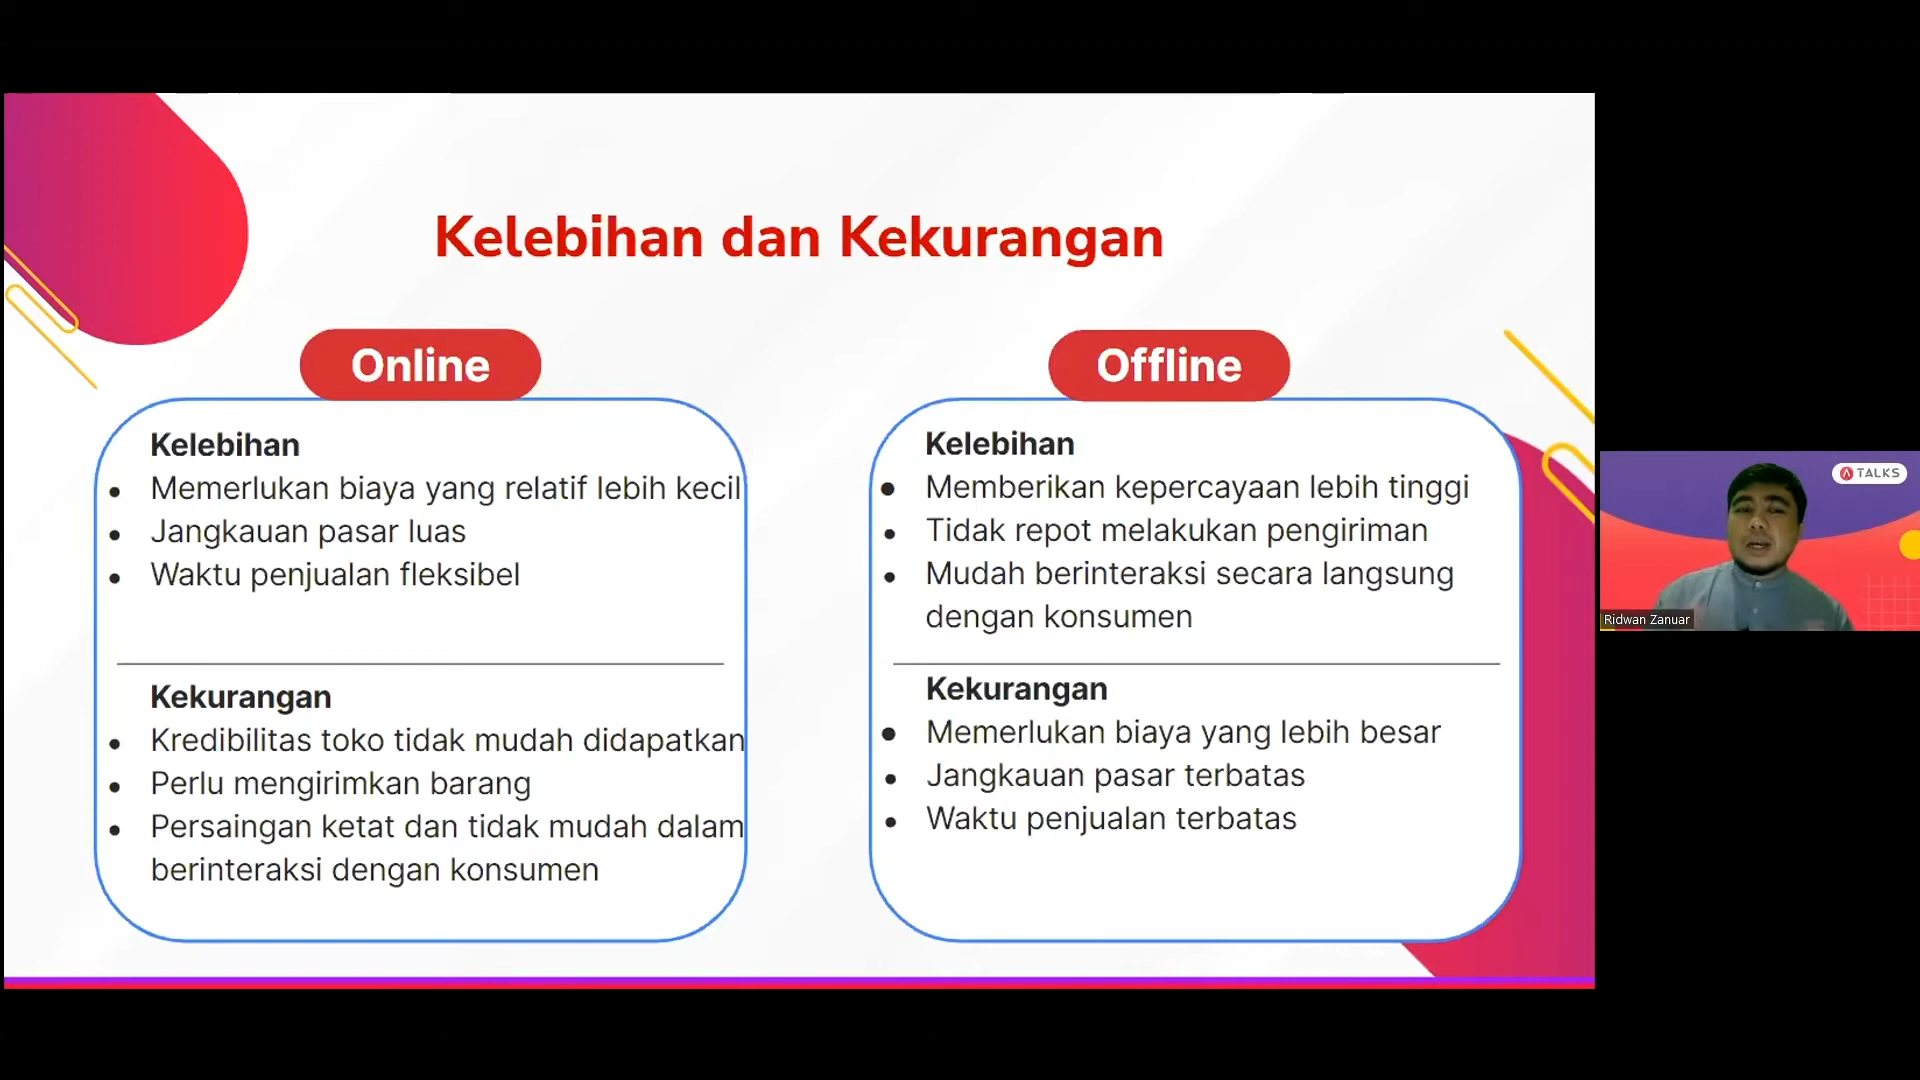 Kelebihan dan Kekurangan
Online
Kelebihan
• Memerlukan biaya yang relatif lebih kecil
• Jangkauan pasar luas
• Waktu penjualan fleksibel
Kekurangan
• Kredibilitas toko tidak mudah didapatkan
• Perlu mengirimkan barang
• Persaingan ketat dan tidak mudah dalam
berinteraksi dengan konsumen
Offline
Kelebihan
• Memberikan kepercayaan lebih tinggi
• Tidak repot melakukan pengiriman
• Mudah berinteraksi secara langsung
dengan konsumen
Kekurangan
• Memerlukan biaya yang lebih besar
• Jangkauan pasar terbatas
• Waktu penjualan terbatas
TALKS
Ridwan Zanuar